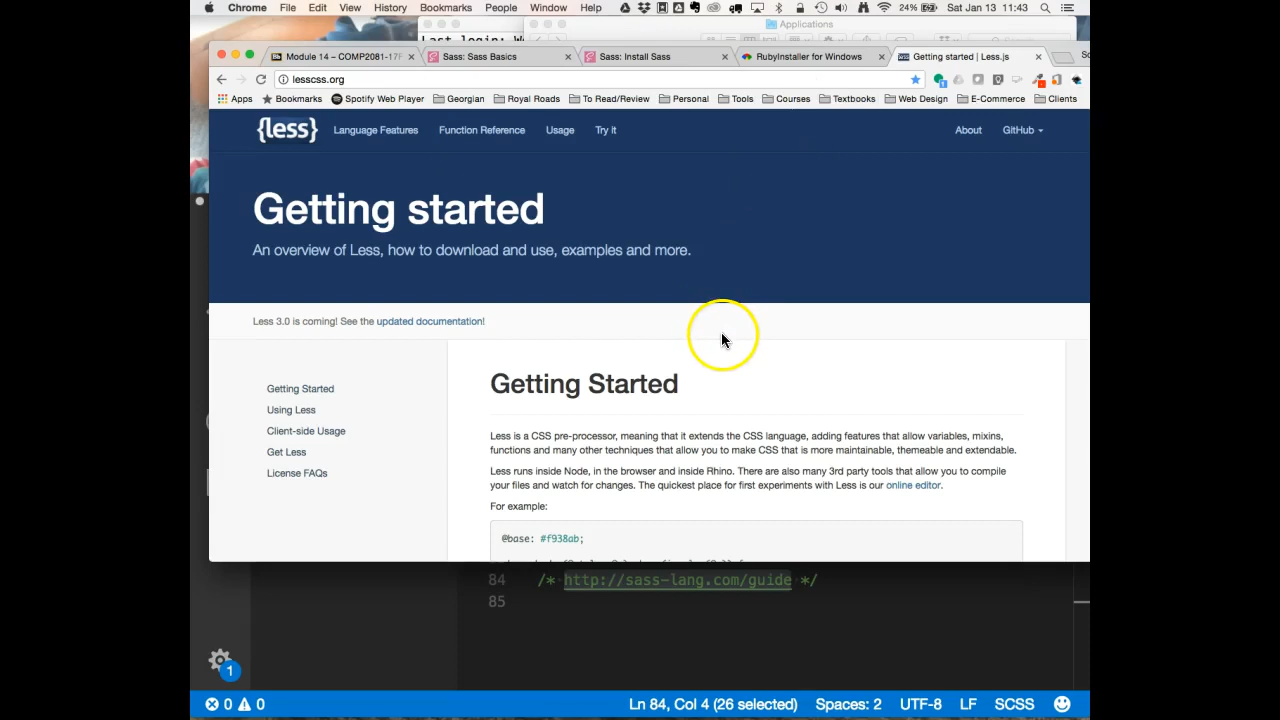 Chrome File Edit View History Bookmarks People Window Help 24% Sat Jan 13 11:43
Last login: W
Applications
Module 14 – COMP2081-17F
Sass: Sass Basics
Sass: Install Sass
RubyInstaller for Windows
Getting started | Less.js
lesscss.org
Apps Bookmarks Spotify Web Player Georgian Royal Roads To Read/Review Personal Tools Courses Textbooks Web Design E-Commerce Clients
{less} Language Features Function Reference Usage Try it About GitHub
Getting started
An overview of Less, how to download and use, examples and more.
Less 3.0 is coming! See the updated documentation!
Getting Started
Using Less
Client-side Usage
Get Less
License FAQs
Getting Started
Less is a CSS pre-processor, meaning that it extends the CSS language, adding features that allow variables, mixins,
functions and many other techniques that allow you to make CSS that is more maintainable, themeable and extendable.
Less runs inside Node, in the browser and inside Rhino. There are also many 3rd party tools that allow you to compile
your files and watch for changes. The quickest place for first experiments with Less is our online editor.
For example:
@base: #f938ab;
84 /* http://sass-lang.com/guide */
85
1
0 0 Ln 84, Col 4 (26 selected) Spaces: 2 UTF-8 LF SCSS